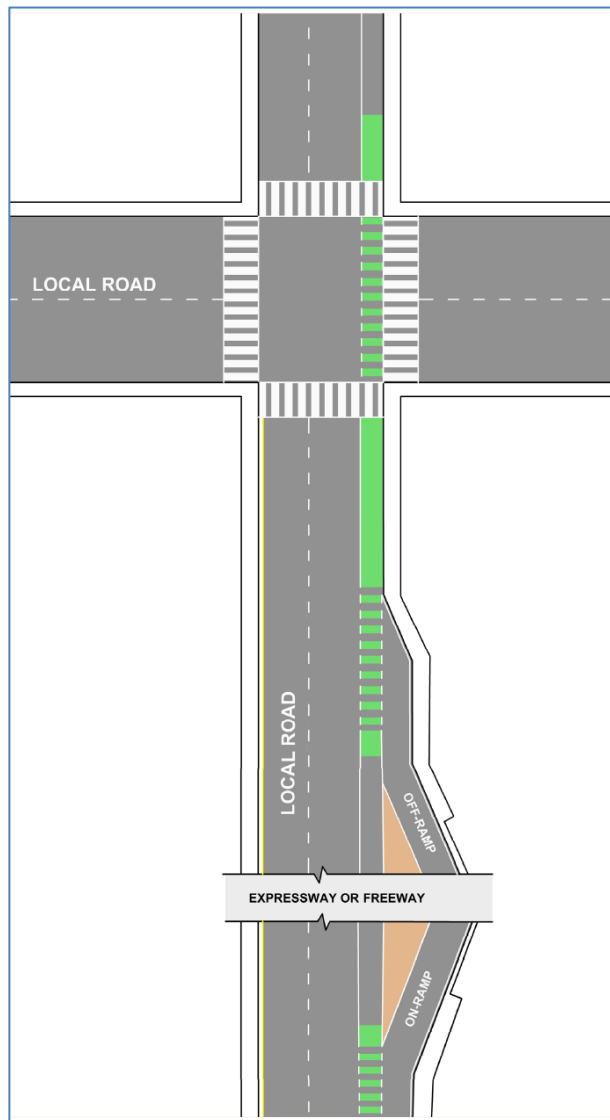 LOCAL ROAD
LOCAL ROAD
OFF-RAMP
EXPRESSWAY OR FREEWAY
ON-RAMP